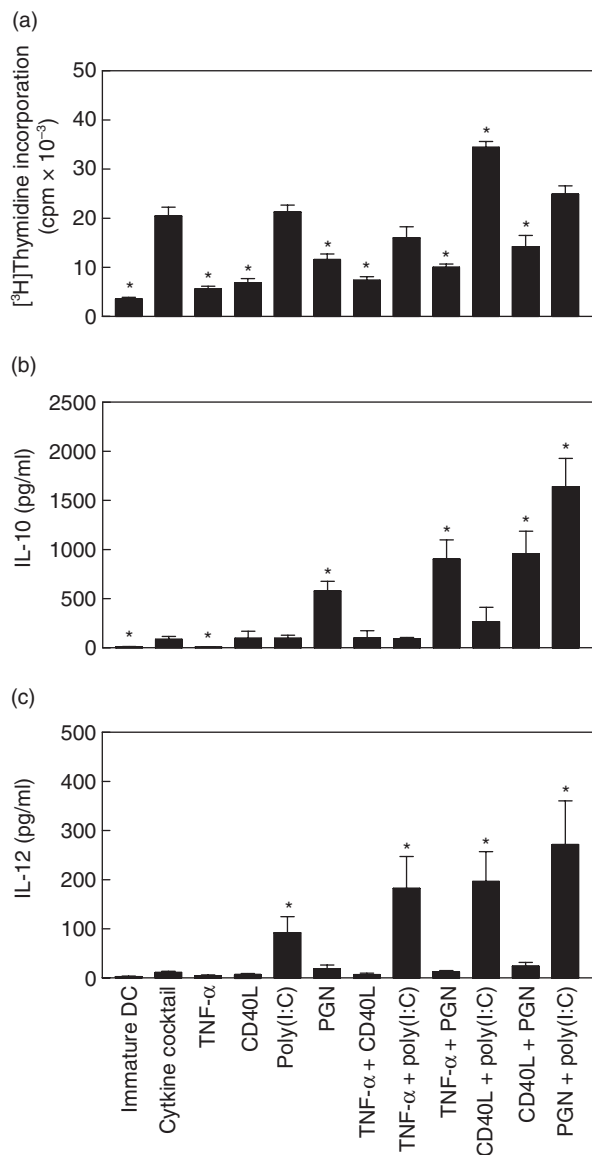 (a)
[³H]Thymidine incorporation
(cpm × 10⁻³)
50
40
30
20
10
0
* * * * * * * *
(b)
IL-10 (pg/ml)
2500
2000
1500
1000
500
0
* * * * * *
(c)
IL-12 (pg/ml)
500
400
300
200
100
0
* * * *
Immature DC
Cytkine cocktail
TNF-α
CD40L
Poly(I:C)
PGN
TNF-α + CD40L
TNF-α + poly(I:C)
TNF-α + PGN
CD40L + poly(I:C)
CD40L + PGN
PGN + poly(I:C)